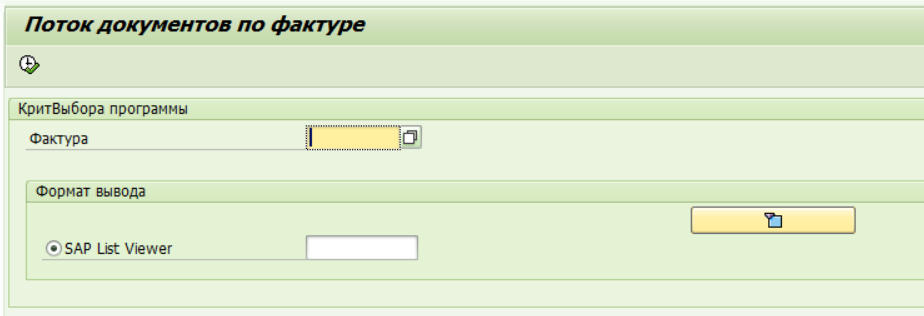 Поток документов по фактуре
КритВыбора программы
Фактура
Формат вывода
SAP List Viewer